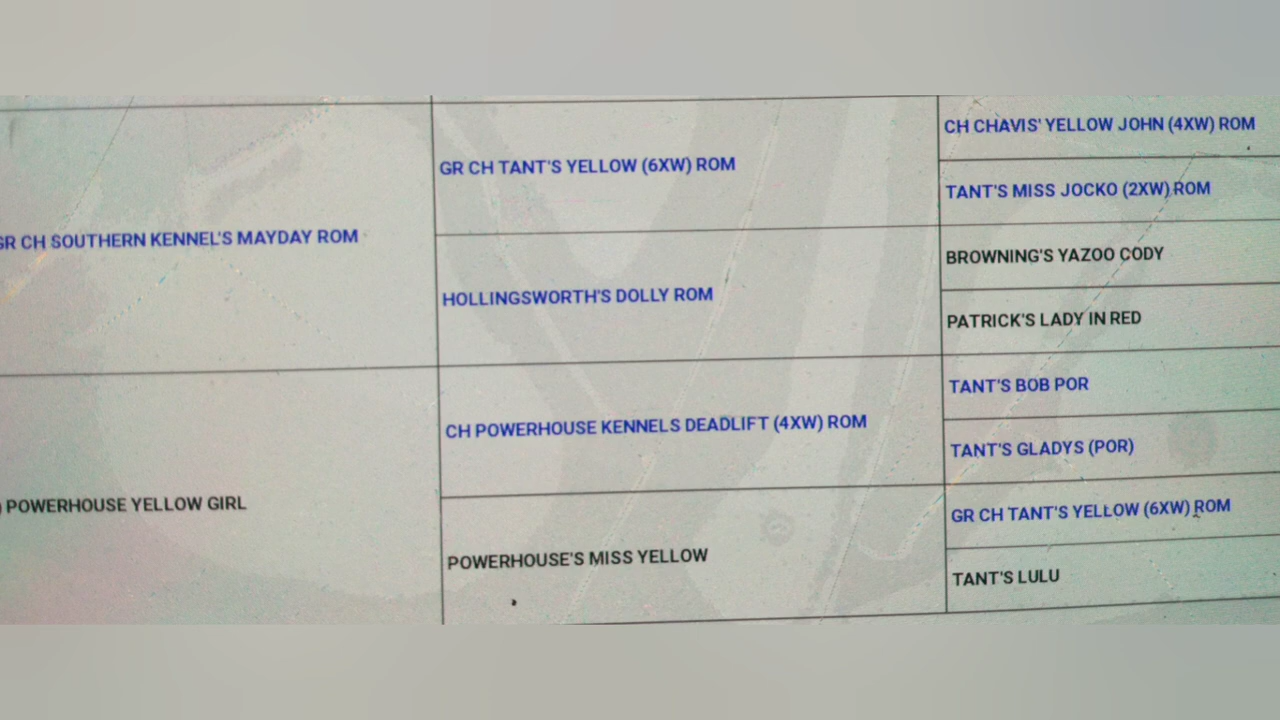 GR CH SOUTHERN KENNEL'S MAYDAY ROM
) POWERHOUSE YELLOW GIRL
GR CH TANT'S YELLOW (6XW) ROM
HOLLINGSWORTH'S DOLLY ROM
CH POWERHOUSE KENNELS DEADLIFT (4XW) ROM
POWERHOUSE'S MISS YELLOW
CH CHAVIS' YELLOW JOHN (4XW) ROM
TANT'S MISS JOCKO (2XW) ROM
BROWNING'S YAZOO CODY
PATRICK'S LADY IN RED
TANT'S BOB POR
TANT'S GLADYS (POR)
GR CH TANT'S YELLOW (6XW) ROM
TANT'S LULU